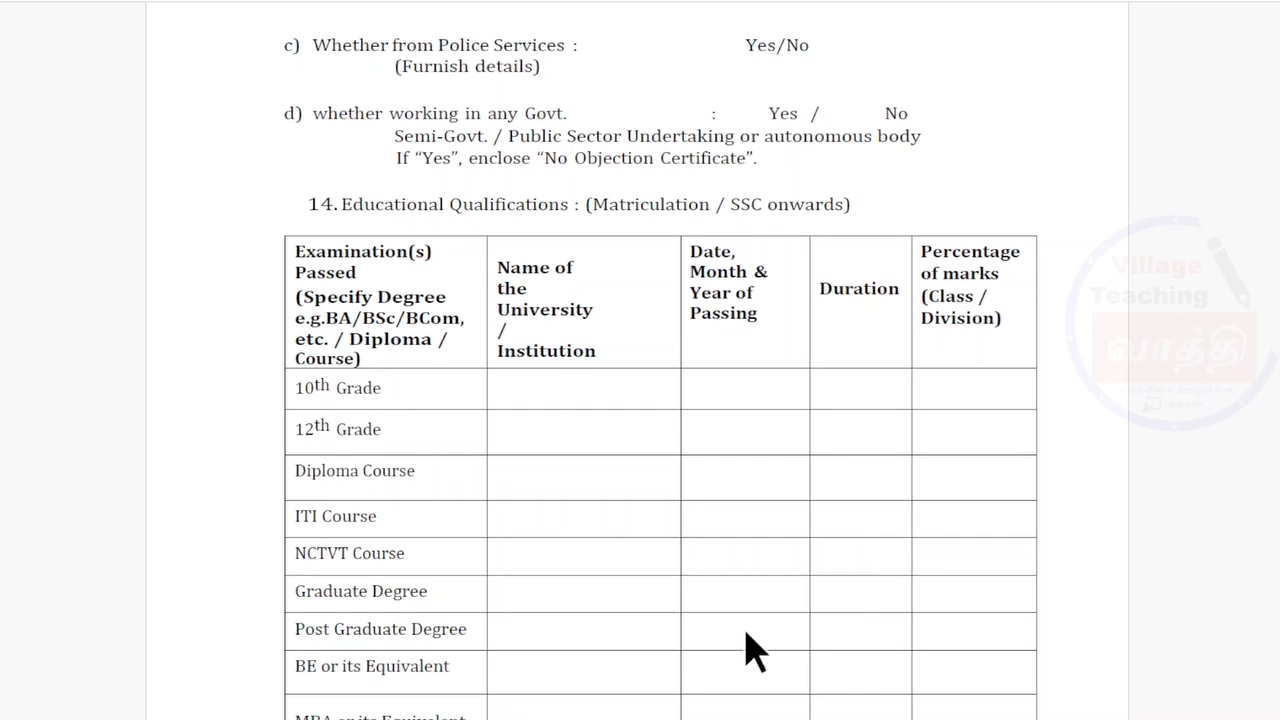 c) Whether from Police Services : Yes/No
(Furnish details)
d) whether working in any Govt. : Yes / No
Semi-Govt. / Public Sector Undertaking or autonomous body
If “Yes”, enclose “No Objection Certificate”.
14. Educational Qualifications : (Matriculation / SSC onwards)
Examination(s)
Passed
(Specify Degree
e.g.BA/BSc/BCom,
etc. / Diploma /
Course)
Name of
the
University
/
Institution
Date,
Month &
Year of
Passing
Duration
Percentage
of marks
(Class /
Division)
10th Grade
12th Grade
Diploma Course
ITI Course
NCTVT Course
Graduate Degree
Post Graduate Degree
BE or its Equivalent
MBA or its Equivalent
Village
Teaching
வாத்தி